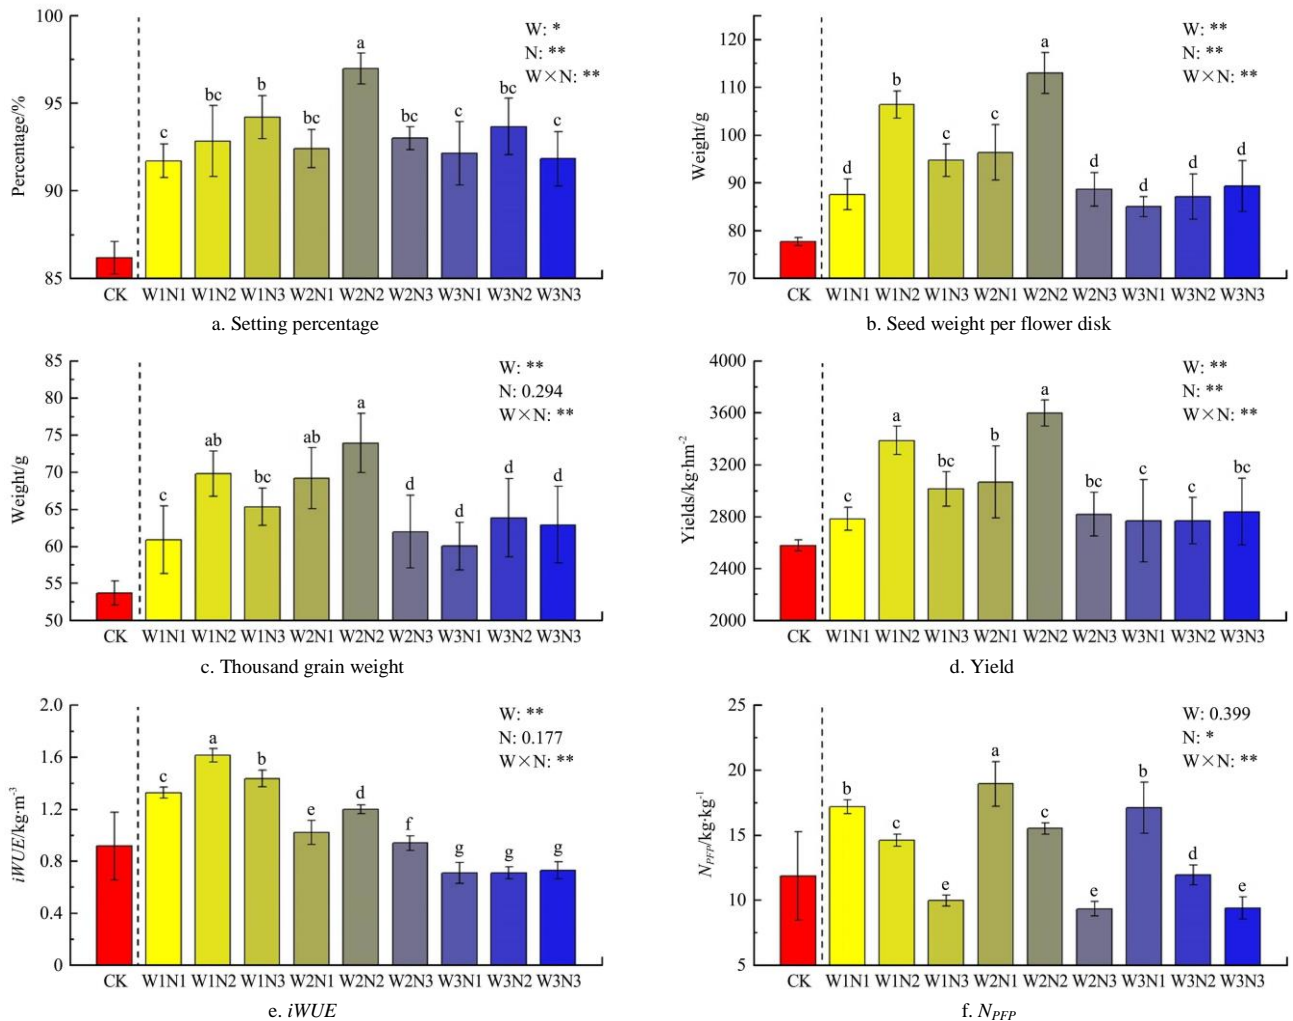 100
95
90
85
Percentage/%
W: *
N: **
W×N: **
c
bc
b
bc
a
bc
c
bc
c
CK W1N1 W1N2 W1N3 W2N1 W2N2 W2N3 W3N1 W3N2 W3N3
a. Setting percentage
120
110
100
90
80
70
Weight/g
W: **
N: **
W×N: **
d
b
c
c
a
d
d
d
d
CK W1N1 W1N2 W1N3 W2N1 W2N2 W2N3 W3N1 W3N2 W3N3
b. Seed weight per flower disk
85
80
75
70
65
60
55
50
Weight/g
W: **
N: 0.294
W×N: **
c
ab
bc
ab
a
d
d
d
d
CK W1N1 W1N2 W1N3 W2N1 W2N2 W2N3 W3N1 W3N2 W3N3
c. Thousand grain weight
4000
3600
3200
2800
2400
2000
Yields/kg·hm-2
W: **
N: **
W×N: **
c
a
bc
b
a
bc
c
c
bc
CK W1N1 W1N2 W1N3 W2N1 W2N2 W2N3 W3N1 W3N2 W3N3
d. Yield
2.0
1.6
1.2
0.8
0.4
0
iWUE/kg·m-3
W: **
N: 0.177
W×N: **
c
a
b
e
d
f
g
g
g
CK W1N1 W1N2 W1N3 W2N1 W2N2 W2N3 W3N1 W3N2 W3N3
e. iWUE
25
20
15
10
5
NPFP/kg·kg-1
W: 0.399
N: *
W×N: **
b
c
e
a
c
e
b
d
e
CK W1N1 W1N2 W1N3 W2N1 W2N2 W2N3 W3N1 W3N2 W3N3
f. NPFP